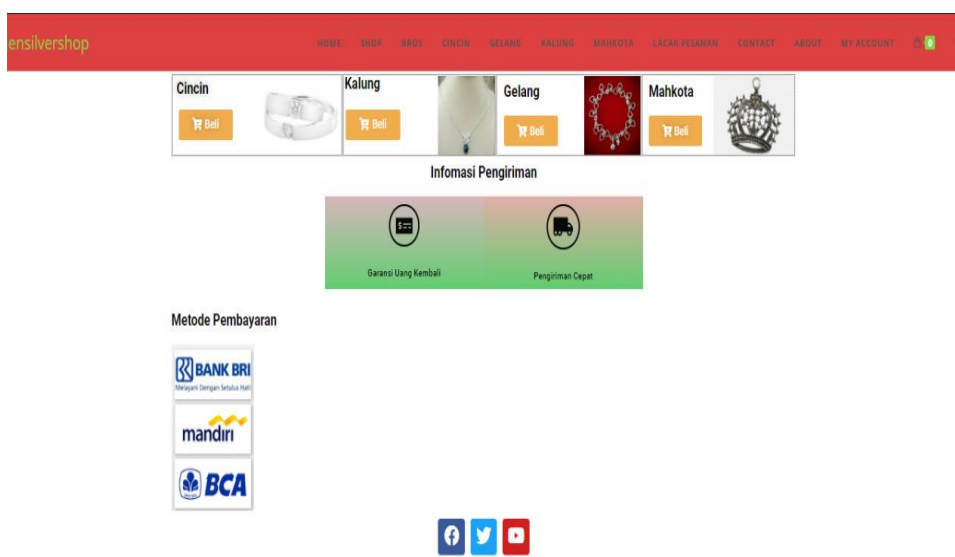 ensilvershop
HOME SHOP BROS CINCIN GELANG KALUNG MAHKOTA LACAK PESANAN CONTACT ABOUT MY ACCOUNT 0
Cincin
Beli
Kalung
Beli
Gelang
Beli
Mahkota
Beli
Infomasi Pengiriman
Garansi Uang Kembali
Pengiriman Cepat
Metode Pembayaran
BANK BRI
Melayani Dengan Setulus Hati
mandiri
BCA